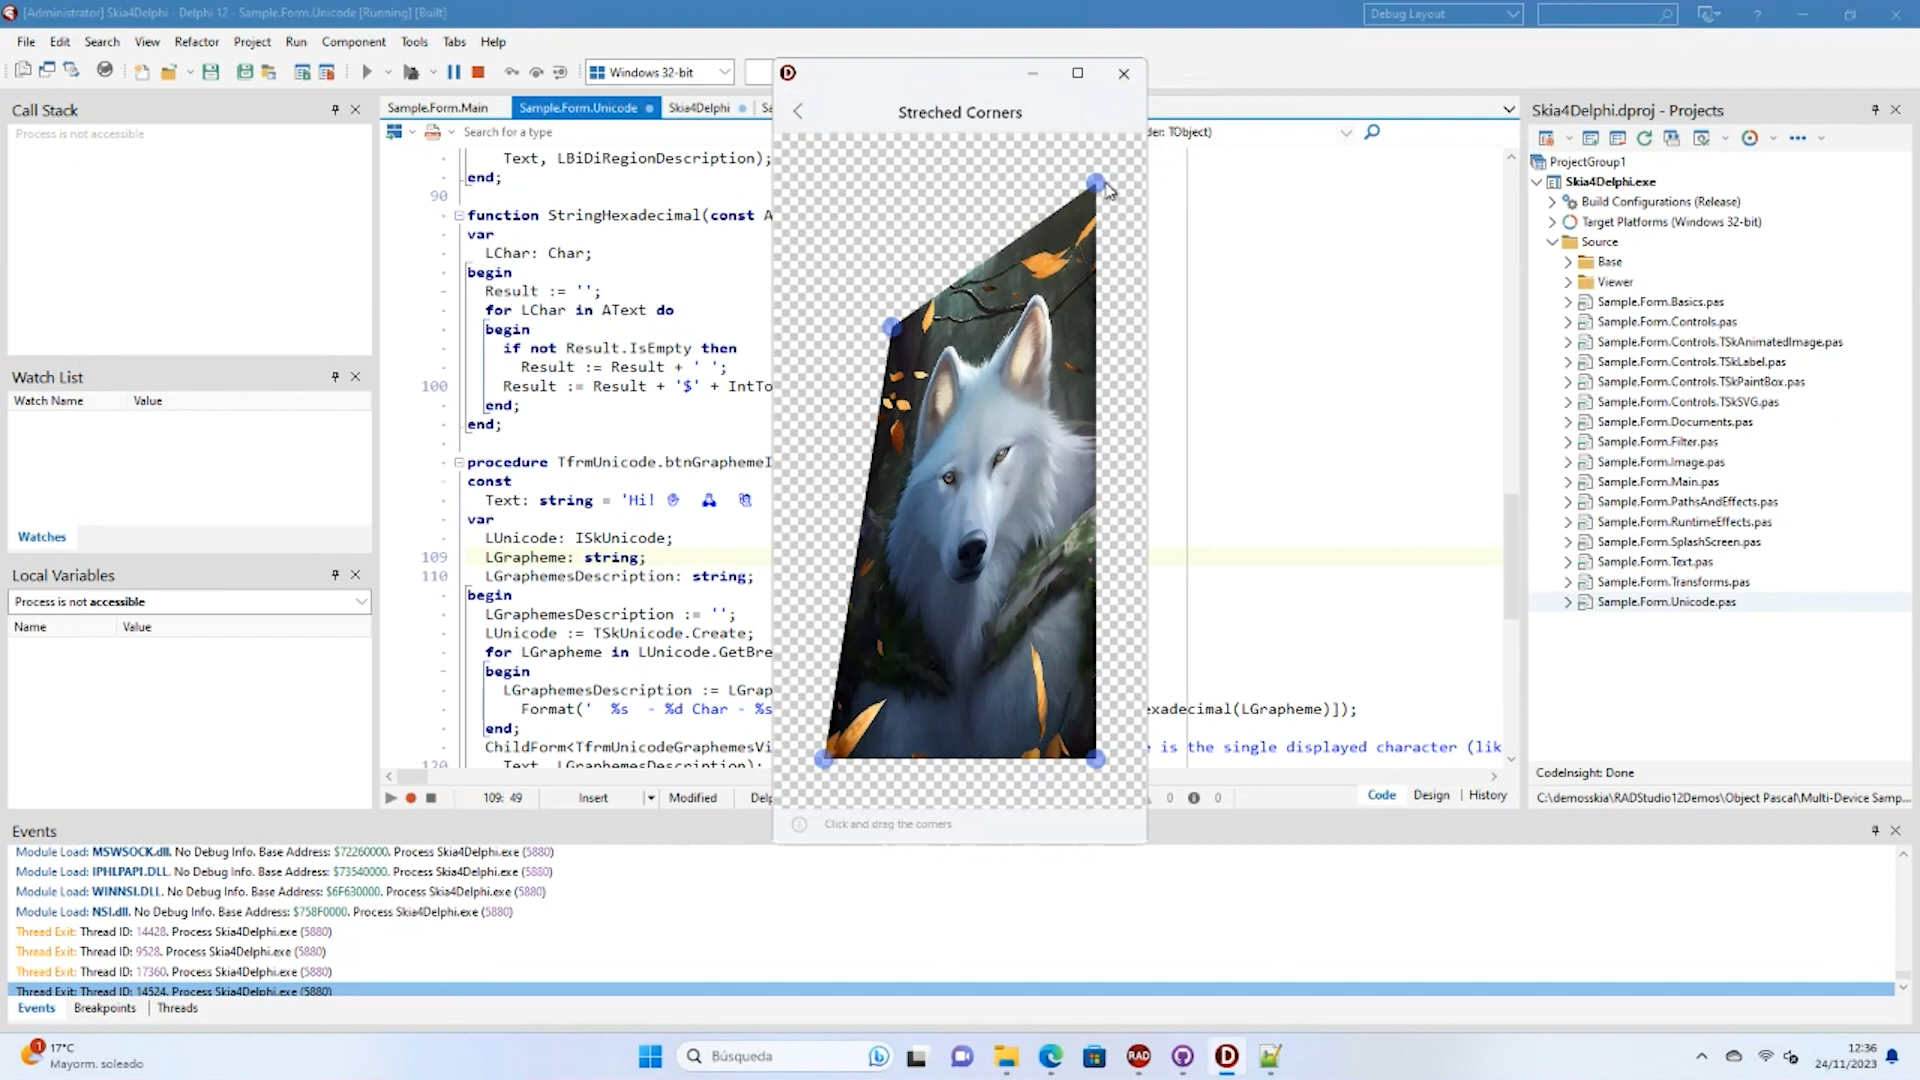 [Administrator] Skia4Delphi - Delphi 12 - Sample.Form.Unicode [Running] [Built]
Debug Layout
File Edit Search View Refactor Project Run Component Tools Tabs Help
Windows 32-bit
Call Stack
Process is not accessible
Watch List
Watch Name Value
Watches
Local Variables
Process is not accessible
Name Value
Sample.Form.Main Sample.Form.Unicode Skia4Delphi
Search for a type
der: TObject)
Text, LBiDiRegionDescription);
end;
90
function StringHexadecimal(const A
var
LChar: Char;
begin
Result := '';
for LChar in AText do
begin
if not Result.IsEmpty then
Result := Result + ' ';
100 Result := Result + '$' + IntTo
end;
end;
procedure TfrmUnicode.btnGraphemeI
const
Text: string = 'Hi!
var
LUnicode: ISkUnicode;
109 LGrapheme: string;
110 LGraphemesDescription: string;
begin
LGraphemesDescription := '';
LUnicode := TSkUnicode.Create;
for LGrapheme in LUnicode.GetBre
begin
LGraphemesDescription := LGrap
Format(' %s - %d Char - %s
exadecimal(LGrapheme)]);
end;
ChildForm<TfrmUnicodeGraphemesVi
e is the single displayed character (lik
120 Text, LGraphemesDescription);
109: 49 Insert Modified
0 0
Code Design History
Streched Corners
Click and drag the corners
Skia4Delphi.dproj - Projects
ProjectGroup1
Skia4Delphi.exe
Build Configurations (Release)
Target Platforms (Windows 32-bit)
Source
Base
Viewer
Sample.Form.Basics.pas
Sample.Form.Controls.pas
Sample.Form.Controls.TSkAnimatedImage.pas
Sample.Form.Controls.TSkLabel.pas
Sample.Form.Controls.TSkPaintBox.pas
Sample.Form.Controls.TSkSVG.pas
Sample.Form.Documents.pas
Sample.Form.Filter.pas
Sample.Form.Image.pas
Sample.Form.Main.pas
Sample.Form.PathsAndEffects.pas
Sample.Form.RuntimeEffects.pas
Sample.Form.SplashScreen.pas
Sample.Form.Text.pas
Sample.Form.Transforms.pas
Sample.Form.Unicode.pas
CodeInsight: Done
C:\demosskia\RADStudio12Demos\Object Pascal\Multi-Device Samp...
Events
Module Load: MSWSOCK.dll. No Debug Info. Base Address: $72260000. Process Skia4Delphi.exe (5880)
Module Load: IPHLPAPI.DLL. No Debug Info. Base Address: $73540000. Process Skia4Delphi.exe (5880)
Module Load: WINNSI.DLL. No Debug Info. Base Address: $6F630000. Process Skia4Delphi.exe (5880)
Module Load: NSI.dll. No Debug Info. Base Address: $758F0000. Process Skia4Delphi.exe (5880)
Thread Exit: Thread ID: 14428. Process Skia4Delphi.exe (5880)
Thread Exit: Thread ID: 9528. Process Skia4Delphi.exe (5880)
Thread Exit: Thread ID: 17360. Process Skia4Delphi.exe (5880)
Thread Exit: Thread ID: 14524. Process Skia4Delphi.exe (5880)
Events Breakpoints Threads
1
17°C
Mayorm. soleado
Búsqueda
RAD
12:36
24/11/2023